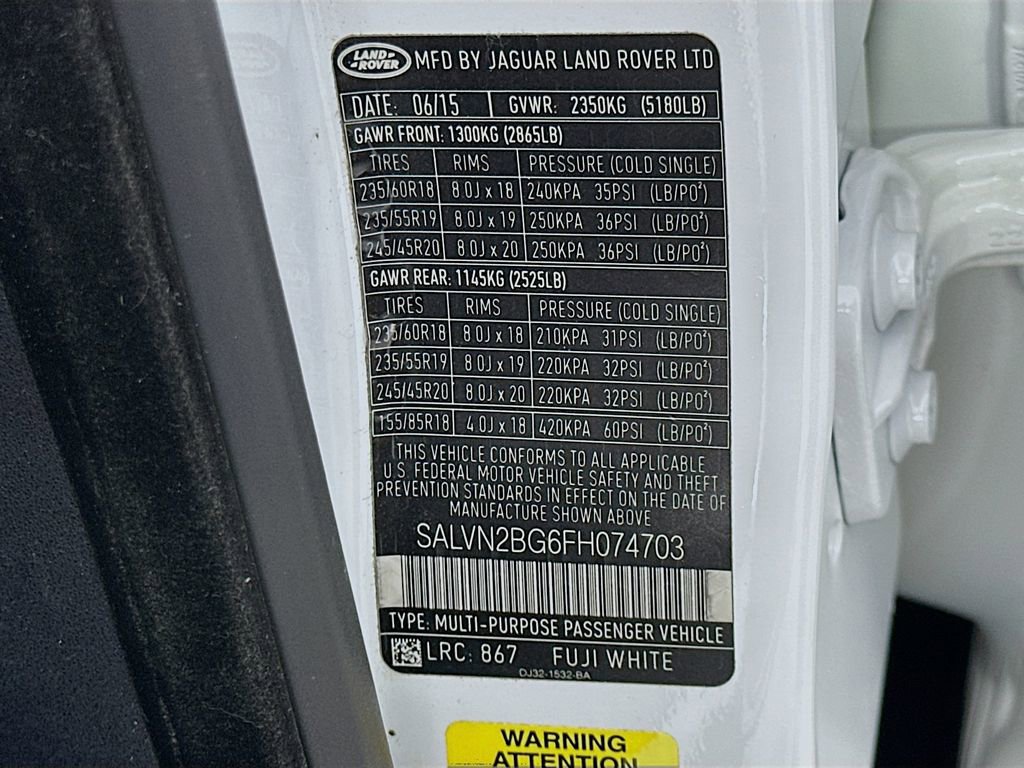 LAND ROVER MFD BY JAGUAR LAND ROVER LTD
DATE: 06/15 GVWR: 2350KG (5180LB)
GAWR FRONT: 1300KG (2865LB)
TIRES RIMS PRESSURE (COLD SINGLE)
235/60R18 8.0J x 18 240KPA 35PSI (LB/PO²)
235/55R19 8.0J x 19 250KPA 36PSI (LB/PO²)
245/45R20 8.0J x 20 250KPA 36PSI (LB/PO²)
GAWR REAR: 1145KG (2525LB)
TIRES RIMS PRESSURE (COLD SINGLE)
235/60R18 8.0J x 18 210KPA 31PSI (LB/PO²)
235/55R19 8.0J x 19 220KPA 32PSI (LB/PO²)
245/45R20 8.0J x 20 220KPA 32PSI (LB/PO²)
155/85R18 4.0J x 18 420KPA 60PSI (LB/PO²)
THIS VEHICLE CONFORMS TO ALL APPLICABLE
U.S. FEDERAL MOTOR VEHICLE SAFETY AND THEFT
PREVENTION STANDARDS IN EFFECT ON THE DATE OF
MANUFACTURE SHOWN ABOVE
SALVN2BG6FH074703
TYPE: MULTI-PURPOSE PASSENGER VEHICLE
LRC: 867 FUJI WHITE
DJ32-1532-BA
WARNING
ATTENTION